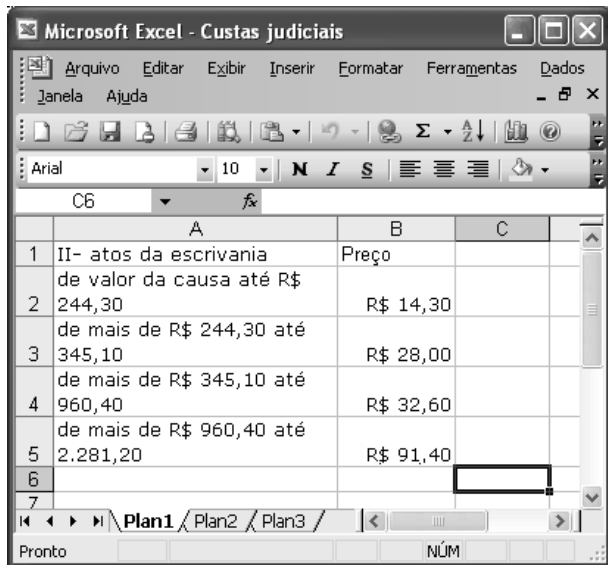 Microsoft Excel - Custas judiciais
Arquivo Editar Exibir Inserir Formatar Ferramentas Dados
Janela Ajuda
Arial 10 N I S
C6 fx
A B C
1 II- atos da escrivania Preço
de valor da causa até R$
2 244,30 R$ 14,30
de mais de R$ 244,30 até
3 345,10 R$ 28,00
de mais de R$ 345,10 até
4 960,40 R$ 32,60
de mais de R$ 960,40 até
5 2.281,20 R$ 91,40
6
7
Plan1 Plan2 Plan3
Pronto NÚM